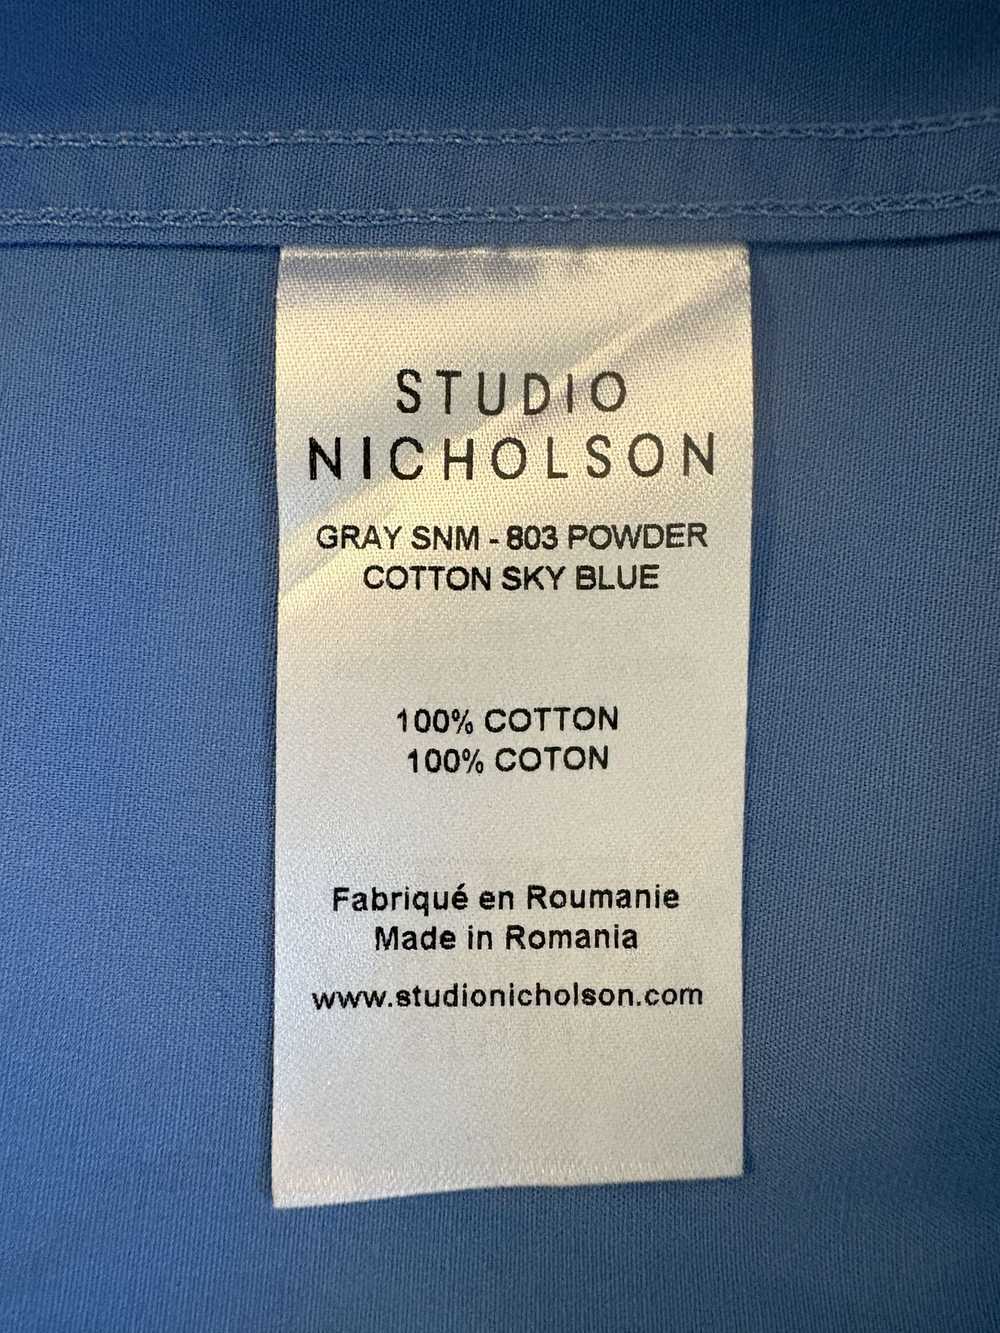 STUDIO
NICHOLSON
GRAY SNM - 803 POWDER
COTTON SKY BLUE
100% COTTON
100% COTON
Fabriqué en Roumanie
Made in Romania
www.studionicholson.com